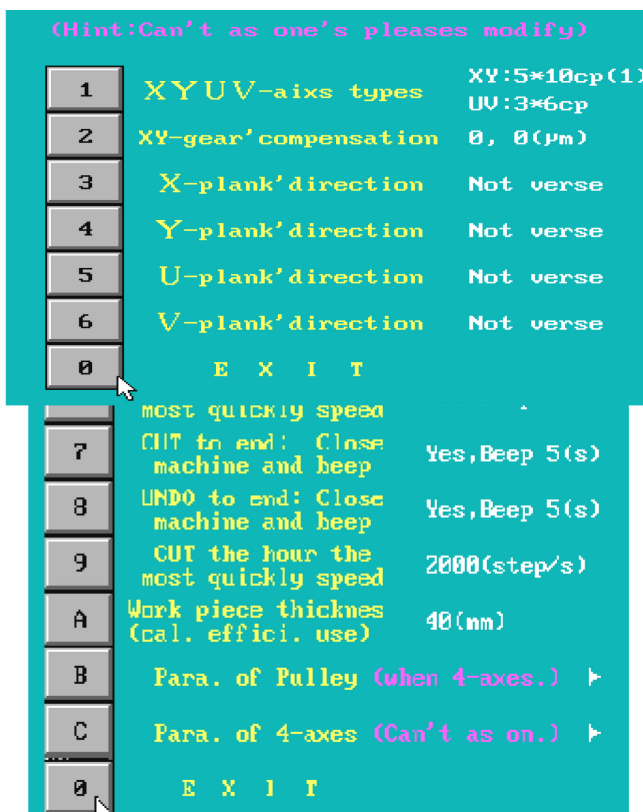 (Hint:Can't as one's pleases modify)
1 XYUV-aixs types XY:5*10cp(1)
UV:3*6cp
2 XY-gear'compensation 0, 0(µm)
3 X-plank'direction Not verse
4 Y-plank'direction Not verse
5 U-plank'direction Not verse
6 V-plank'direction Not verse
0 E X I T
most quickly speed
7 CUT to end: Close
machine and beep Yes,Beep 5(s)
8 UNDO to end: Close
machine and beep Yes,Beep 5(s)
9 CUT the hour the
most quickly speed 2000(step/s)
A Work piece thicknes
(cal. effici. use) 40(mm)
B Para. of Pulley (when 4-axes.)
C Para. of 4-axes (Can't as on.)
0 E X I T